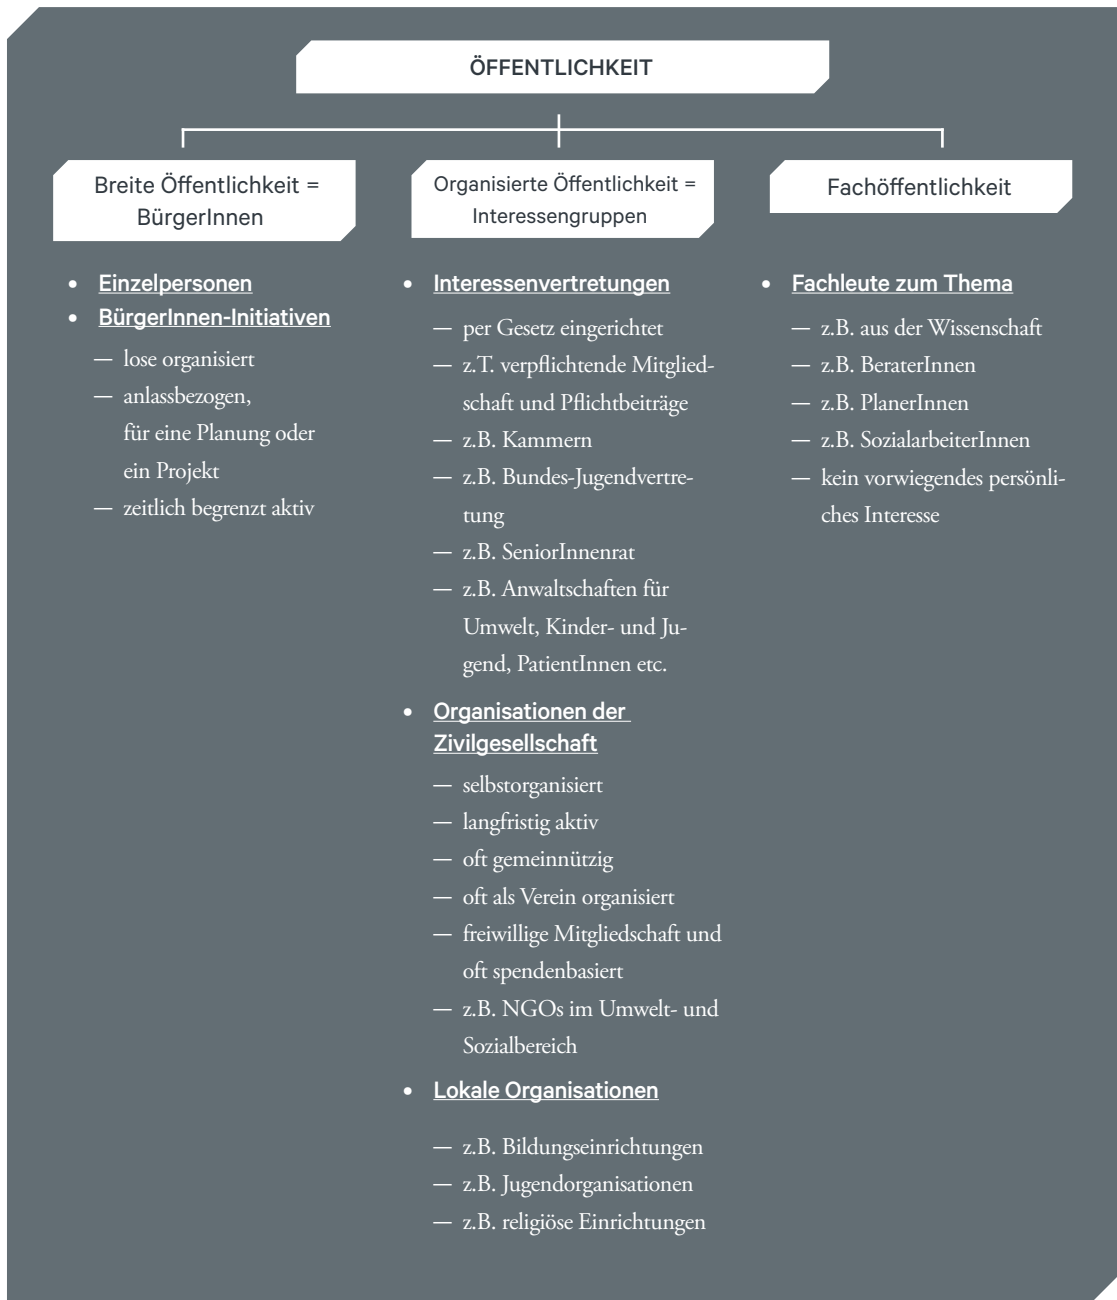 ÖFFENTLICHKEIT
Breite Öffentlichkeit =
BürgerInnen
• Einzelpersonen
• BürgerInnen-Initiativen
— lose organisiert
— anlassbezogen,
für eine Planung oder
ein Projekt
— zeitlich begrenzt aktiv
Organisierte Öffentlichkeit =
Interessengruppen
• Interessenvertretungen
— per Gesetz eingerichtet
— z.T. verpflichtende Mitglied-
schaft und Pflichtbeiträge
— z.B. Kammern
— z.B. Bundes-Jugendvertre-
tung
— z.B. SeniorInnenrat
— z.B. Anwaltschaften für
Umwelt, Kinder- und Ju-
gend, PatientInnen etc.
• Organisationen der
Zivilgesellschaft
— selbstorganisiert
— langfristig aktiv
— oft gemeinnützig
— oft als Verein organisiert
— freiwillige Mitgliedschaft und
oft spendenbasiert
— z.B. NGOs im Umwelt- und
Sozialbereich
• Lokale Organisationen
— z.B. Bildungseinrichtungen
— z.B. Jugendorganisationen
— z.B. religiöse Einrichtungen
Fachöffentlichkeit
• Fachleute zum Thema
— z.B. aus der Wissenschaft
— z.B. BeraterInnen
— z.B. PlanerInnen
— z.B. SozialarbeiterInnen
— kein vorwiegendes persönli-
ches Interesse